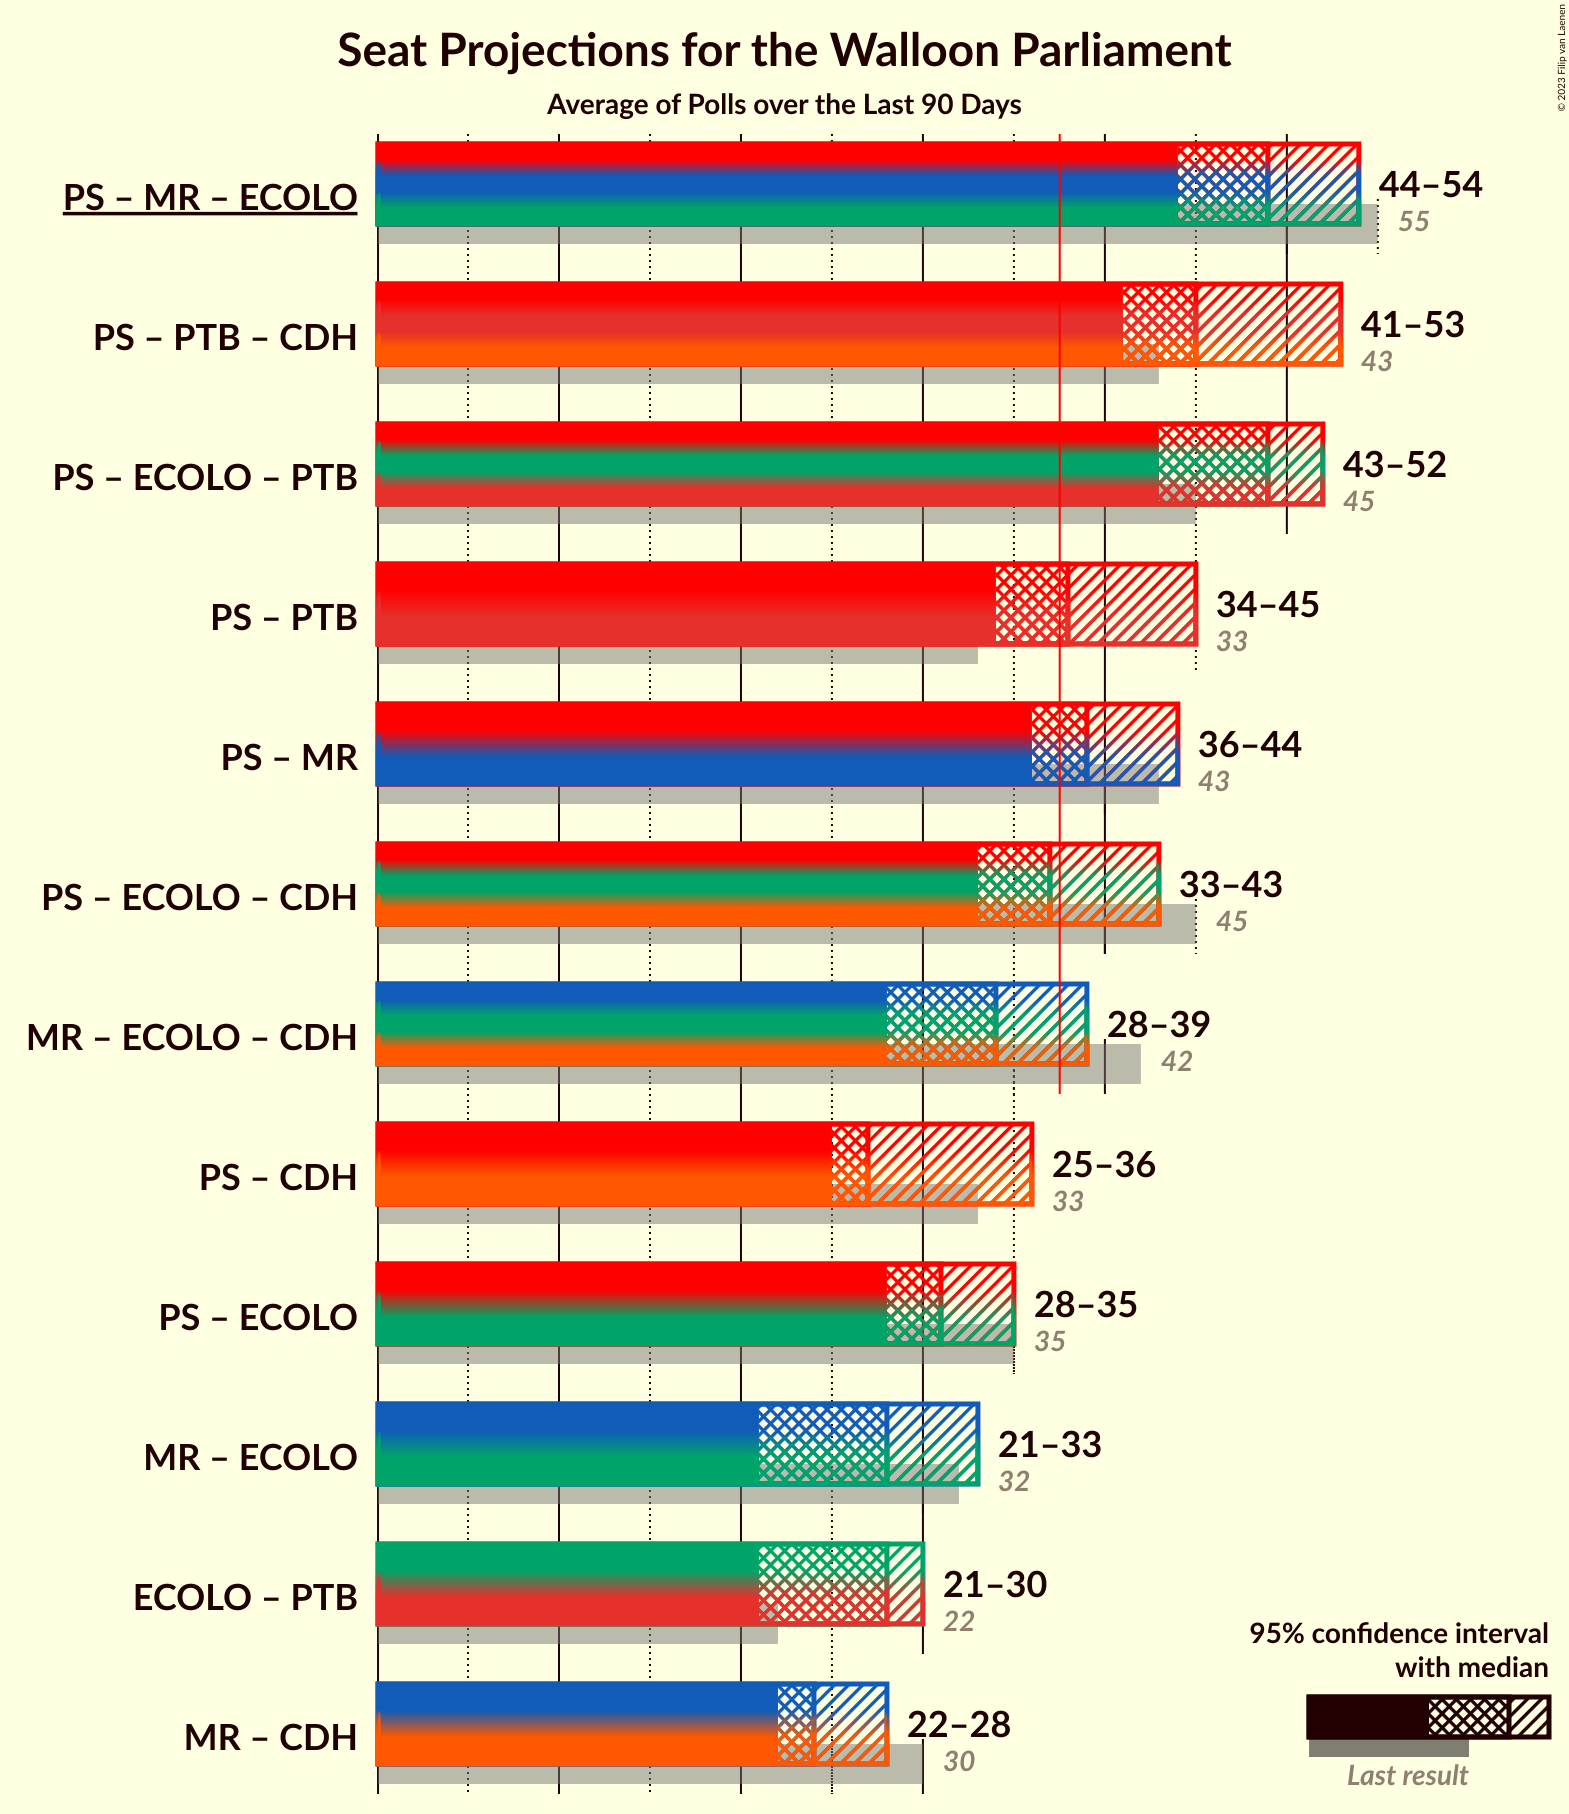 Seat Projections for the Walloon Parliament
Average of Polls over the Last 90 Days
© 2023 Filip van Laenen
PS – MR – ECOLO
44–54
55
PS – PTB – CDH
41–53
43
PS – ECOLO – PTB
43–52
45
PS – PTB
34–45
33
PS – MR
36–44
43
PS – ECOLO – CDH
33–43
45
MR – ECOLO – CDH
28–39
42
PS – CDH
25–36
33
PS – ECOLO
28–35
35
MR – ECOLO
21–33
32
ECOLO – PTB
21–30
22
MR – CDH
22–28
30
95% confidence interval
with median
Last result